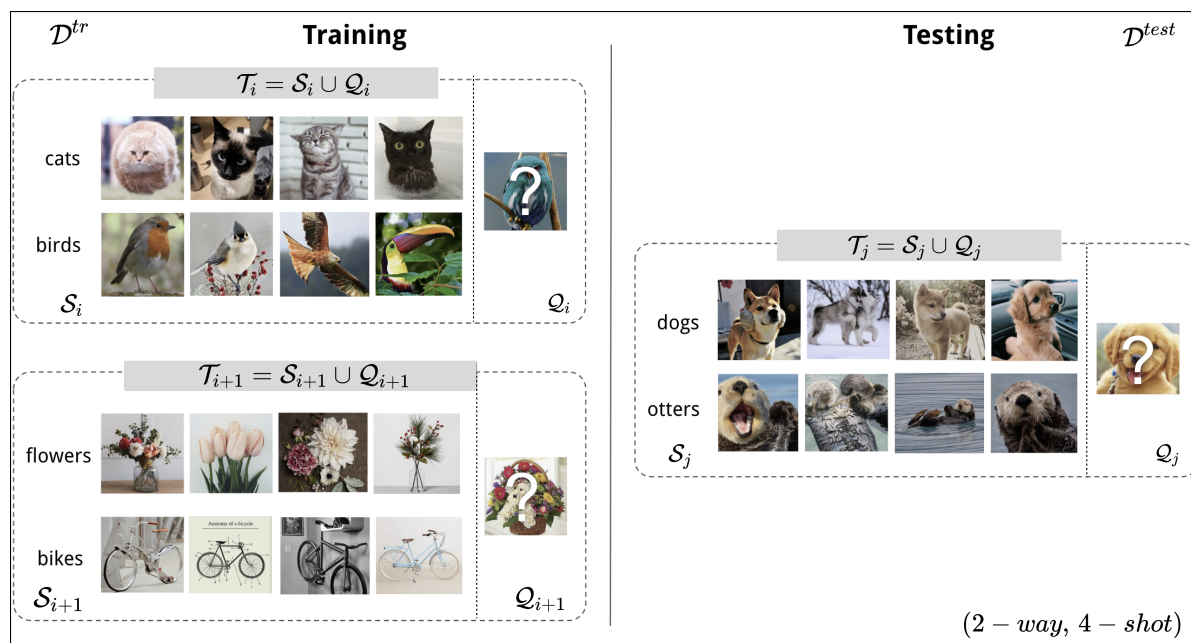 𝒟^{tr}
Training
𝒯_i = 𝒮_i ∪ 𝒬_i
cats
?
birds
𝒮_i
𝒬_i
𝒯_{i+1} = 𝒮_{i+1} ∪ 𝒬_{i+1}
flowers
?
Anatomy of a bicycle
bikes
𝒮_{i+1}
𝒬_{i+1}
Testing
𝒟^{test}
𝒯_j = 𝒮_j ∪ 𝒬_j
dogs
?
otters
𝒮_j
𝒬_j
(2 − way, 4 − shot)